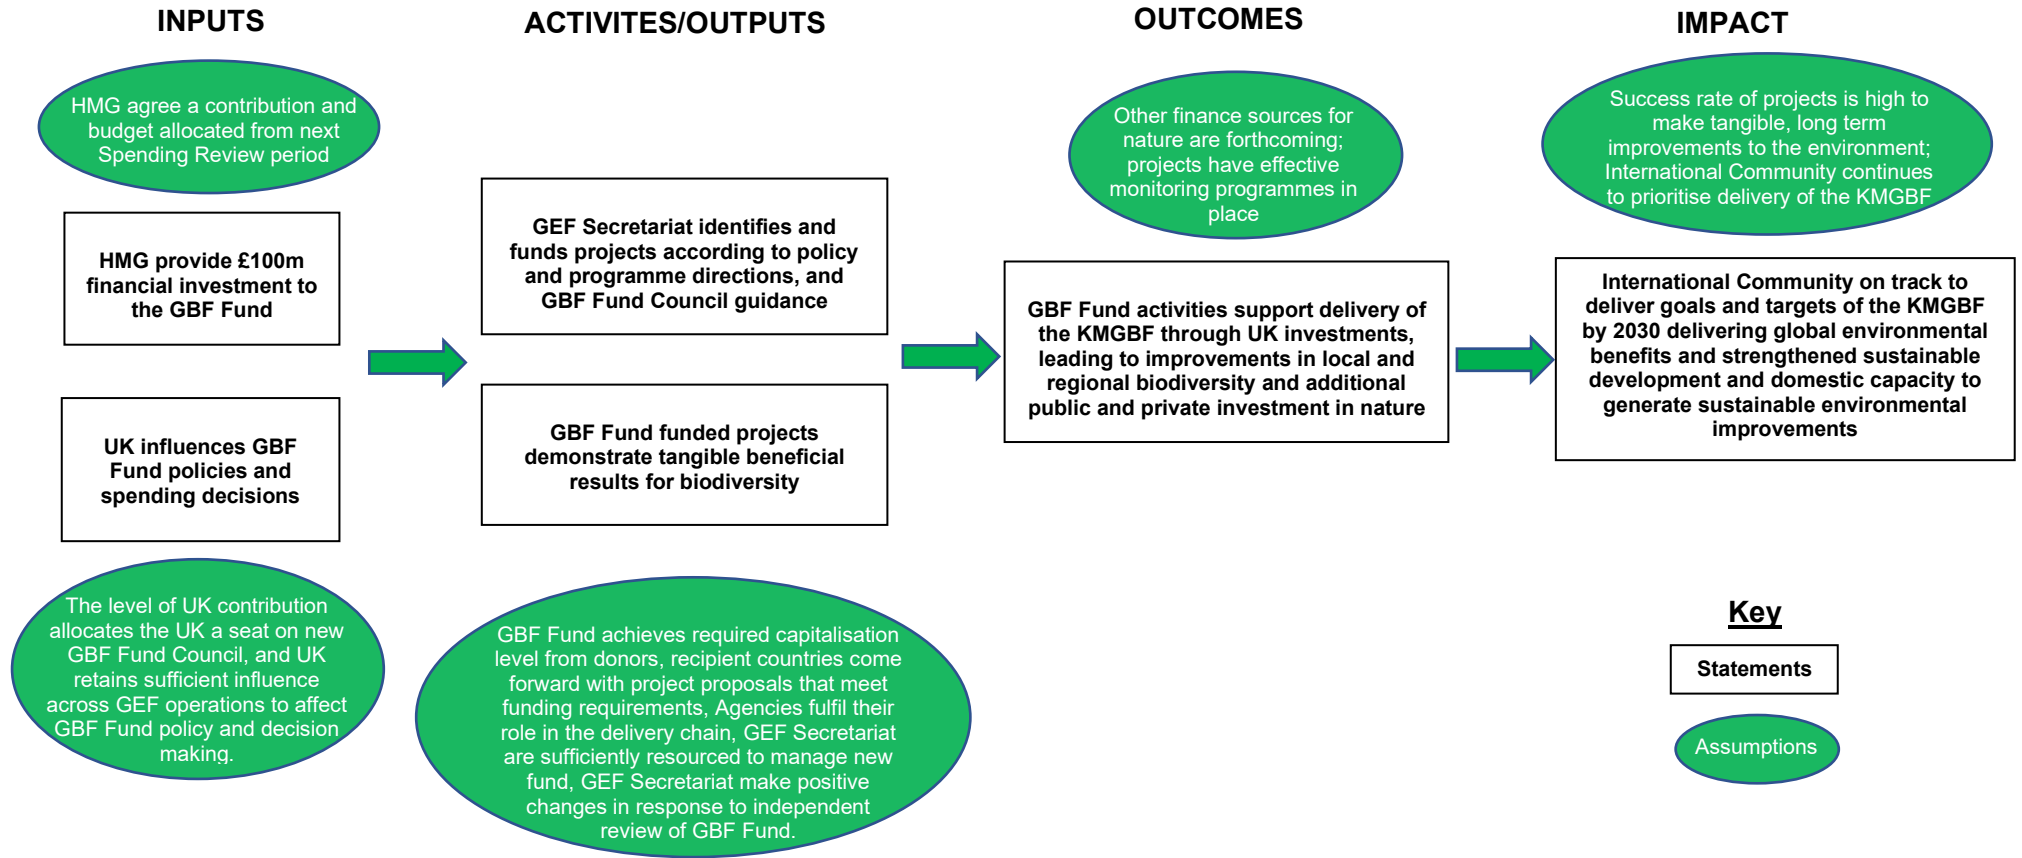 INPUTS
HMG agree a contribution and
budget allocated from next
Spending Review period
HMG provide £100m
financial investment to
the GBF Fund
UK influences GBF
Fund policies and
spending decisions
The level of UK contribution
allocates the UK a seat on new
GBF Fund Council, and UK
retains sufficient influence
across GEF operations to affect
GBF Fund policy and decision
making.
ACTIVITES/OUTPUTS
GEF Secretariat identifies and
funds projects according to policy
and programme directions, and
GBF Fund Council guidance
GBF Fund funded projects
demonstrate tangible beneficial
results for biodiversity
GBF Fund achieves required capitalisation
level from donors, recipient countries come
forward with project proposals that meet
funding requirements, Agencies fulfil their
role in the delivery chain, GEF Secretariat
are sufficiently resourced to manage new
fund, GEF Secretariat make positive
changes in response to independent
review of GBF Fund.
OUTCOMES
Other finance sources for
nature are forthcoming;
projects have effective
monitoring programmes in
place
GBF Fund activities support delivery of
the KMGBF through UK investments,
leading to improvements in local and
regional biodiversity and additional
public and private investment in nature
IMPACT
Success rate of projects is high to
make tangible, long term
improvements to the environment;
International Community continues
to prioritise delivery of the KMGBF
International Community on track to
deliver goals and targets of the KMGBF
by 2030 delivering global environmental
benefits and strengthened sustainable
development and domestic capacity to
generate sustainable environmental
improvements
Key
Statements
Assumptions